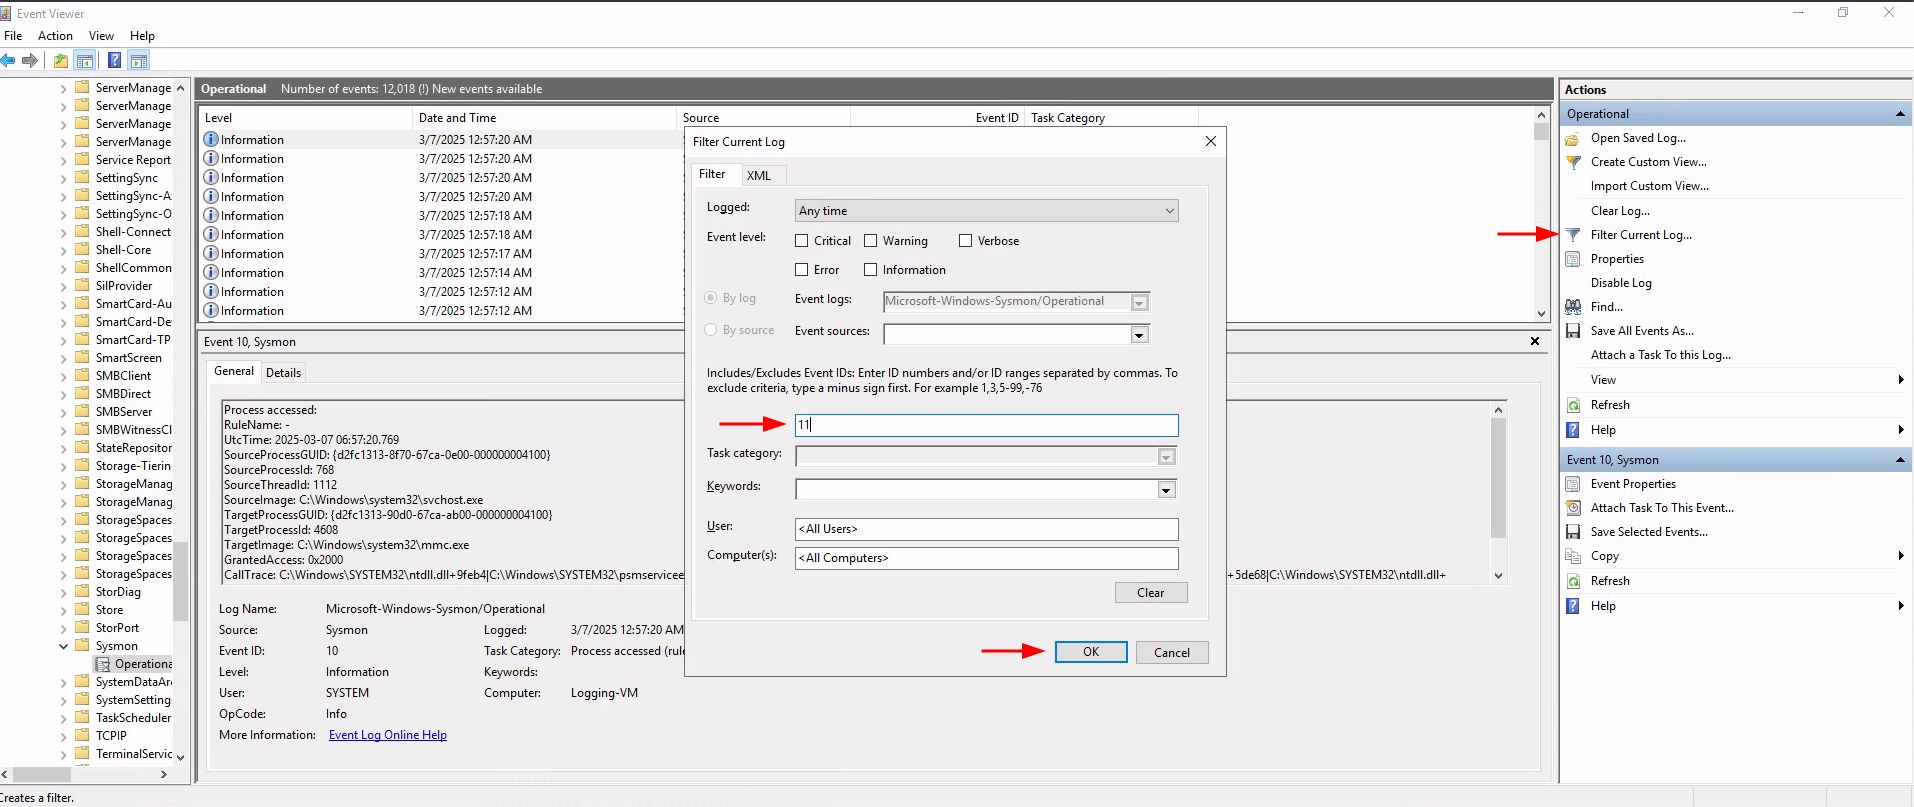 Event Viewer
File Action View Help
ServerManage
ServerManage
ServerManage
ServerManage
Service Report
SettingSync
SettingSync-A
SettingSync-O
Shell-Connect
Shell-Core
ShellCommon
SilProvider
SmartCard-Au
SmartCard-De
SmartCard-TP
SmartScreen
SMBClient
SMBDirect
SMBServer
SMBWitnessCl
StateRepositor
Storage-Tierin
StorageManag
StorageManag
StorageSpaces
StorageSpaces
StorageSpaces
StorageSpaces
StorDiag
Store
StorPort
Sysmon
Operationa
SystemDataAr
SystemSetting
TaskScheduler
TCPIP
TerminalServic
Operational Number of events: 12,018 (!) New events available
Level Date and Time Source Event ID Task Category
Information 3/7/2025 12:57:20 AM
Information 3/7/2025 12:57:20 AM
Information 3/7/2025 12:57:20 AM
Information 3/7/2025 12:57:20 AM
Information 3/7/2025 12:57:18 AM
Information 3/7/2025 12:57:18 AM
Information 3/7/2025 12:57:17 AM
Information 3/7/2025 12:57:14 AM
Information 3/7/2025 12:57:12 AM
Information 3/7/2025 12:57:12 AM
Event 10, Sysmon
General Details
Process accessed:
RuleName: -
UtcTime: 2025-03-07 06:57:20.769
SourceProcessGUID: {d2fc1313-8f70-67ca-0e00-000000004100}
SourceProcessId: 768
SourceThreadId: 1112
SourceImage: C:\Windows\system32\svchost.exe
TargetProcessGUID: {d2fc1313-90d0-67ca-ab00-000000004100}
TargetProcessId: 4608
TargetImage: C:\Windows\system32\mmc.exe
GrantedAccess: 0x2000
CallTrace: C:\Windows\SYSTEM32\ntdll.dll+9feb4|C:\Windows\SYSTEM32\psmservicee +5de68|C:\Windows\SYSTEM32\ntdll.dll+
Log Name: Microsoft-Windows-Sysmon/Operational
Source: Sysmon Logged: 3/7/2025 12:57:20 AM
Event ID: 10 Task Category: Process accessed (rule
Level: Information Keywords:
User: SYSTEM Computer: Logging-VM
OpCode: Info
More Information: Event Log Online Help
Filter Current Log
Filter XML
Logged: Any time
Event level: Critical Warning Verbose
Error Information
By log Event logs: Microsoft-Windows-Sysmon/Operational
By source Event sources:
Includes/Excludes Event IDs: Enter ID numbers and/or ID ranges separated by commas. To
exclude criteria, type a minus sign first. For example 1,3,5-99,-76
11
Task category:
Keywords:
User: <All Users>
Computer(s): <All Computers>
Clear
OK Cancel
Actions
Operational
Open Saved Log...
Create Custom View...
Import Custom View...
Clear Log...
Filter Current Log...
Properties
Disable Log
Find...
Save All Events As...
Attach a Task To this Log...
View
Refresh
Help
Event 10, Sysmon
Event Properties
Attach Task To This Event...
Save Selected Events...
Copy
Refresh
Help
Creates a filter.